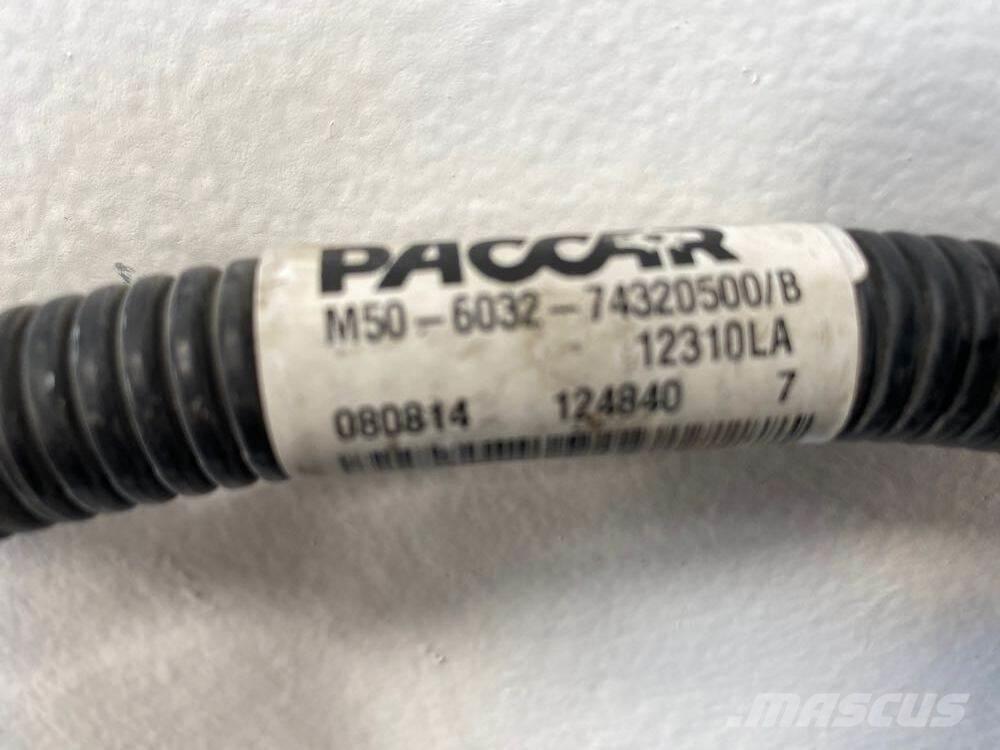 PACCAR
M50-6032-74320500/B
12310LA
080814 124840 7
MASCUS